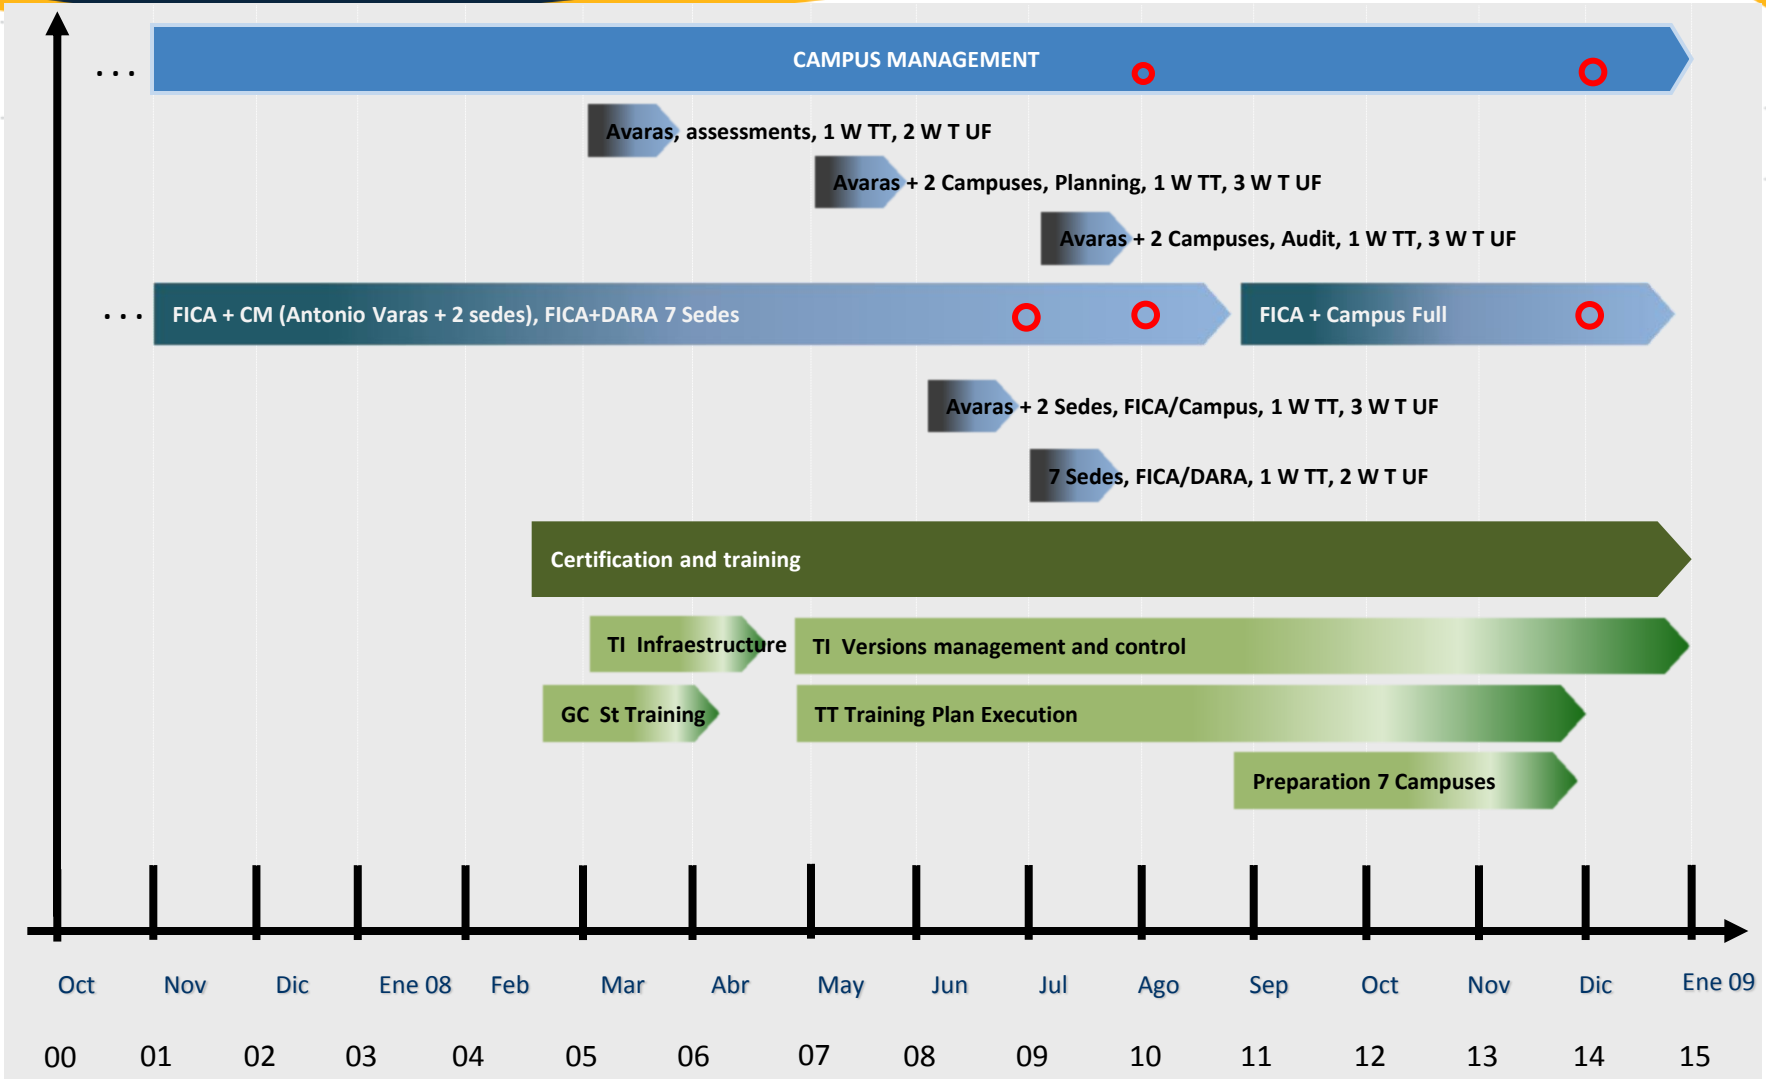 CAMPUS MANAGEMENT
...
Avaras, assessments, 1 W TT, 2 W T UF
Avaras + 2 Campuses, Planning, 1 W TT, 3 W T UF
Avaras + 2 Campuses, Audit, 1 W TT, 3 W T UF
...
FICA + CM (Antonio Varas + 2 sedes), FICA+DARA 7 Sedes
FICA + Campus Full
Avaras + 2 Sedes, FICA/Campus, 1 W TT, 3 W T UF
7 Sedes, FICA/DARA, 1 W TT, 2 W T UF
Certification and training
TI Infraestructure
TI Versions management and control
GC St Training
TT Training Plan Execution
Preparation 7 Campuses
Oct Nov Dic Ene 08 Feb Mar Abr May Jun Jul Ago Sep Oct Nov Dic Ene 09
00 01 02 03 04 05 06 07 08 09 10 11 12 13 14 15